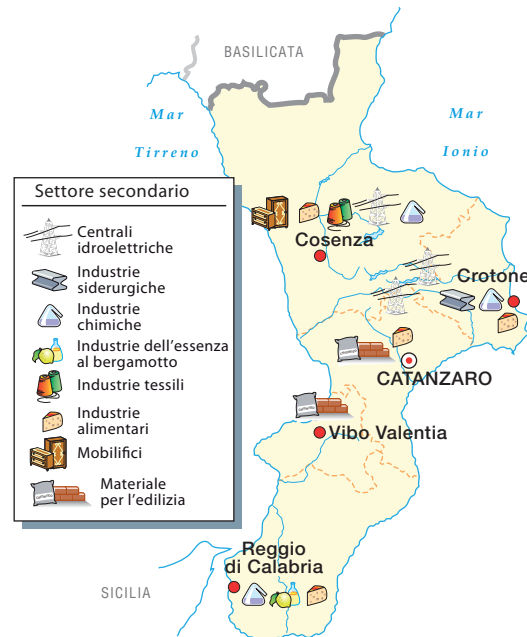 BASILICATA
Mar
Tirreno
Mar
Ionio
Settore secondario
Centrali
idroelettriche
Industrie
siderurgiche
Industrie
chimiche
Industrie dell'essenza
al bergamotto
Industrie tessili
Industrie
alimentari
Mobilifici
Materiale
per l'edilizia
Cosenza
Crotone
CATANZARO
Vibo Valentia
Reggio
di Calabria
SICILIA